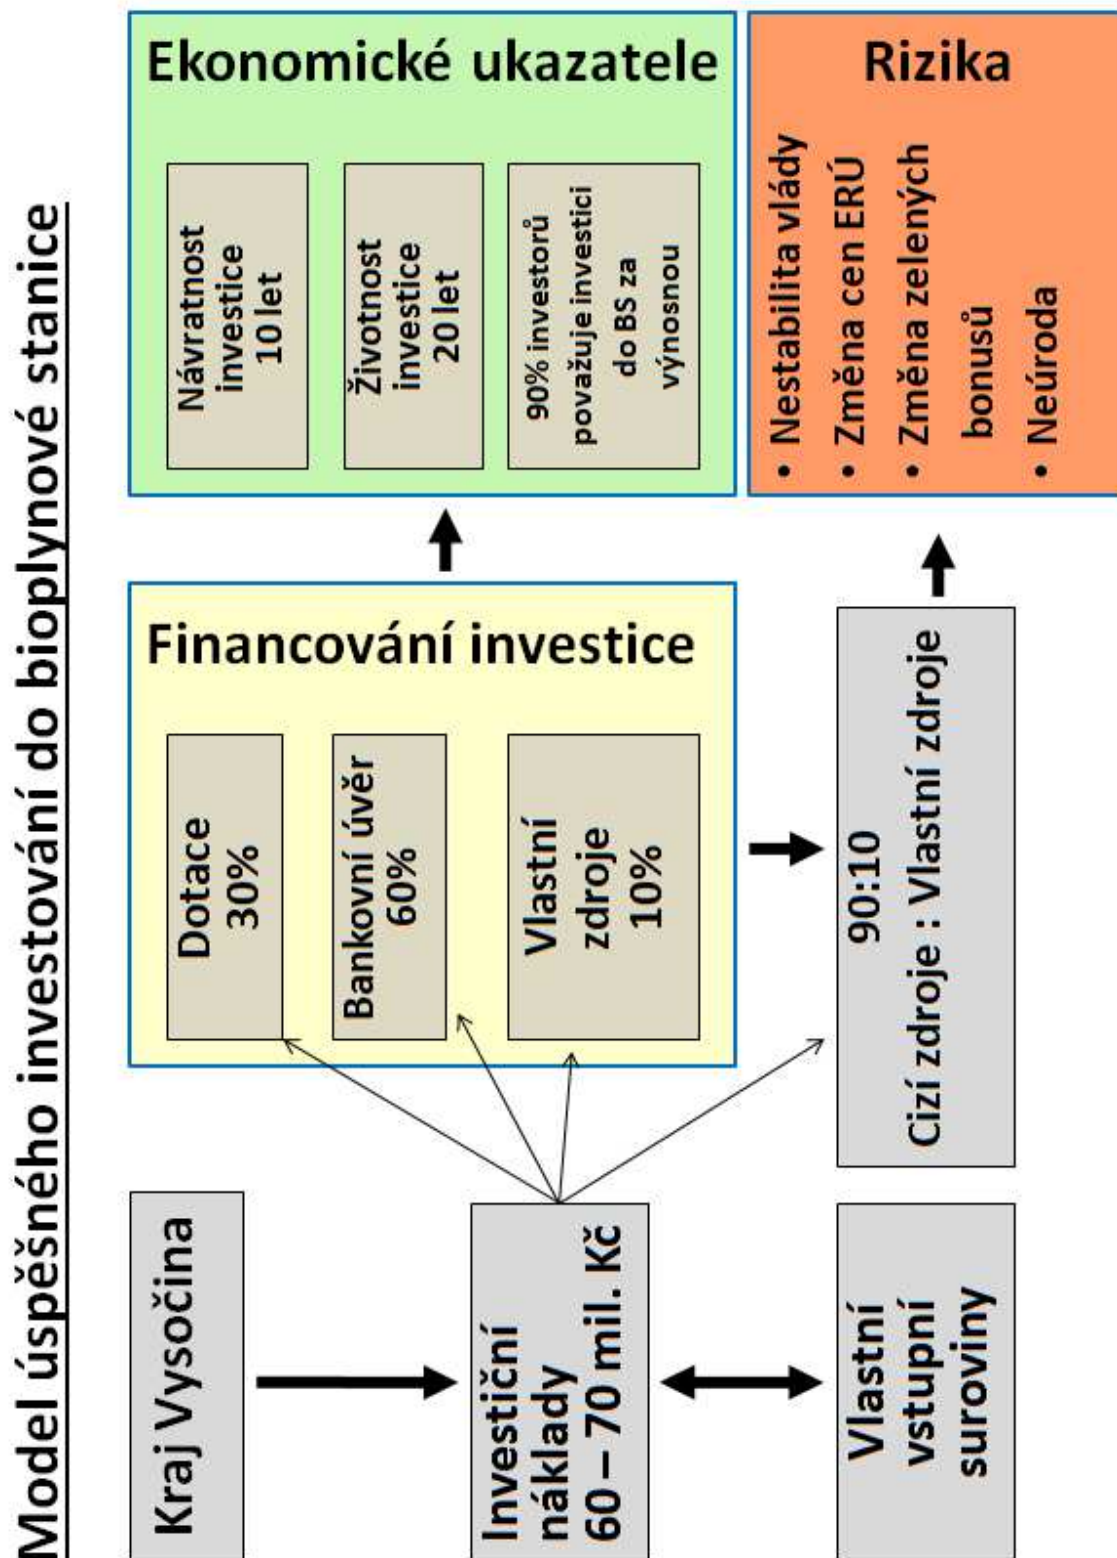 Model úspěšného investování do bioplynové stanice
Kraj Vysočina
Investiční
náklady
60 – 70 mil. Kč
Vlastní
vstupní
suroviny
Financování investice
Dotace
30%
Bankovní úvěr
60%
Vlastní
zdroje
10%
90:10
Cizí zdroje : Vlastní zdroje
Ekonomické ukazatele
Návratnost
investice
10 let
Životnost
investice
20 let
90% investorů
považuje investici
do BS za
výnosnou
Rizika
• Nestabilita vlády
• Změna cen ERÚ
• Změna zelených
bonusů
• Neúroda